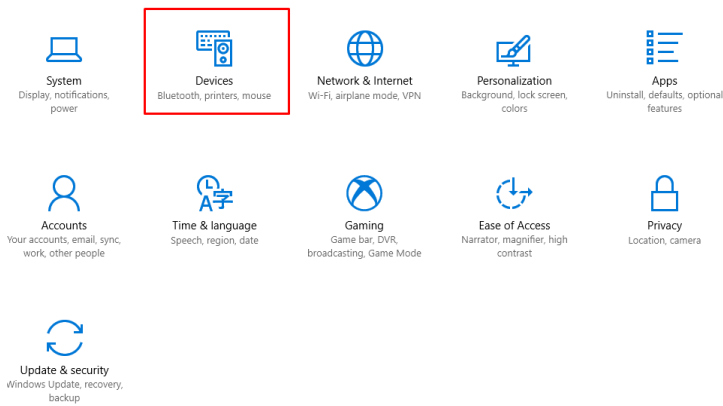 System
Display, notifications,
power
Devices
Bluetooth, printers, mouse
Network & Internet
Wi-Fi, airplane mode, VPN
Personalization
Background, lock screen,
colors
Apps
Uninstall, defaults, optional
features
Accounts
Your accounts, email, sync,
work, other people
Time & language
Speech, region, date
A字
Gaming
Game bar, DVR,
broadcasting, Game Mode
Ease of Access
Narrator, magnifier, high
contrast
Privacy
Location, camera
Update & security
Windows Update, recovery,
backup